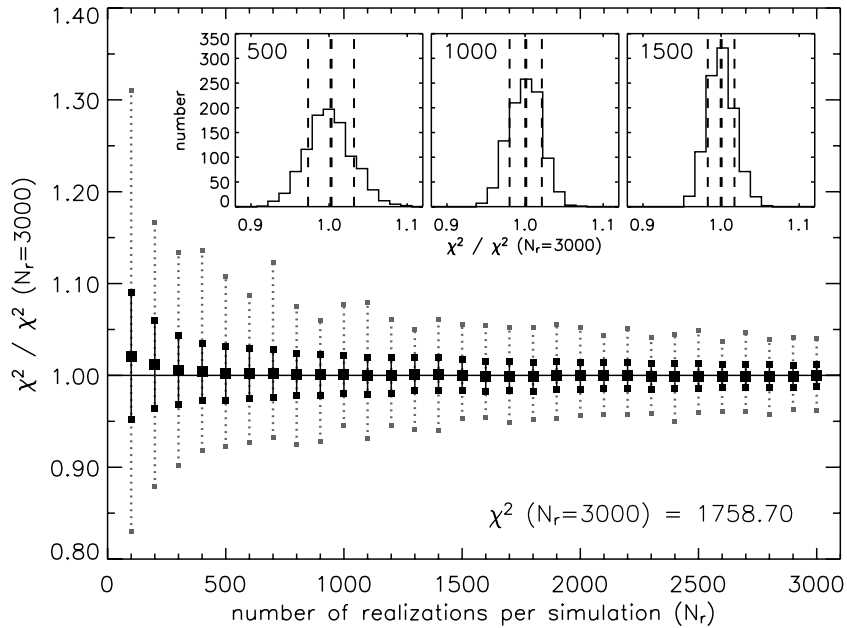 1.40
1.30
1.20
1.10
1.00
0.90
0.80
χ² / χ² (Nᵣ=3000)
350
300
250
200
150
100
50
0
number
500
1000
1500
0.9 1.0 1.1
0.9 1.0 1.1
0.9 1.0 1.1
χ² / χ² (Nᵣ=3000)
χ² (Nᵣ=3000) = 1758.70
0 500 1000 1500 2000 2500 3000
number of realizations per simulation (Nᵣ)